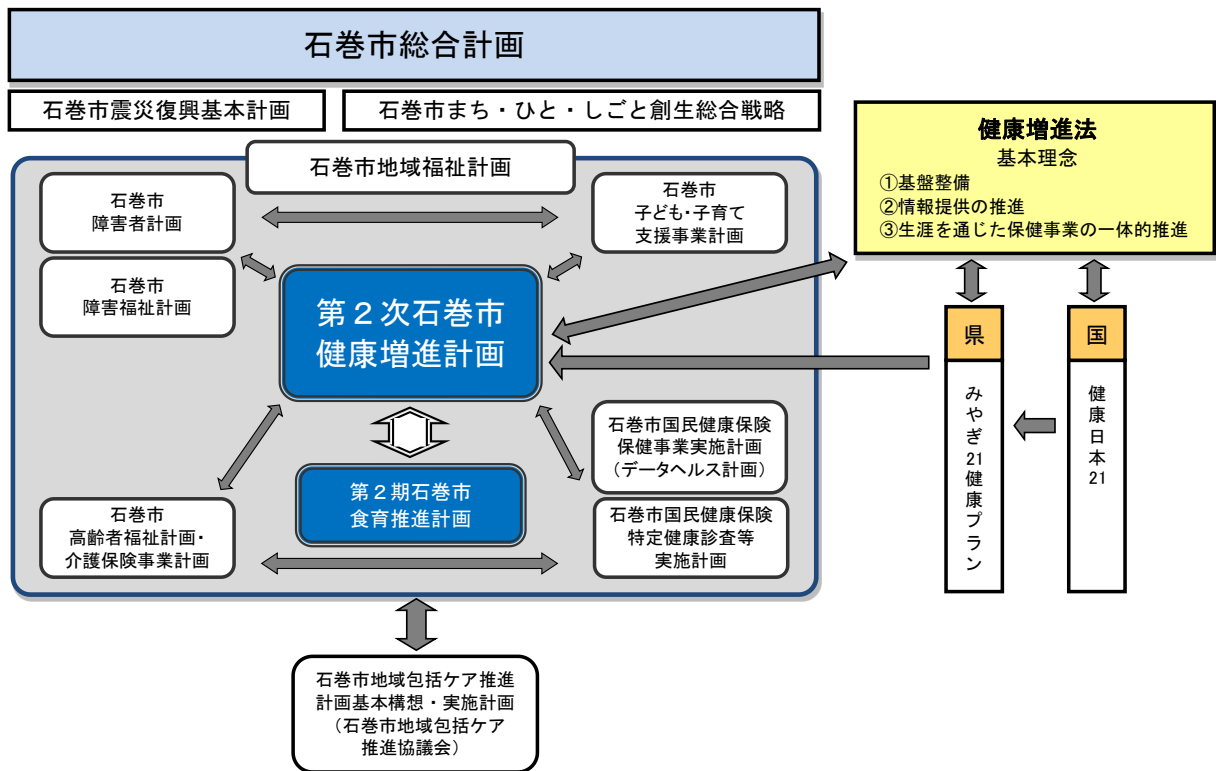 石巻市総合計画
石巻市震災復興基本計画
石巻市まち・ひと・しごと創生総合戦略
石巻市地域福祉計画
石巻市
障害者計画
石巻市
障害福祉計画
石巻市
子ども・子育て
支援事業計画
第２次石巻市
健康増進計画
第２期石巻市
食育推進計画
石巻市
高齢者福祉計画・
介護保険事業計画
石巻市国民健康保険
保健事業実施計画
（データヘルス計画）
石巻市国民健康保険
特定健康診査等
実施計画
石巻市地域包括ケア推進
計画基本構想・実施計画
（石巻市地域包括ケア
推進協議会）
健康増進法
基本理念
①基盤整備
②情報提供の推進
③生涯を通じた保健事業の一体的推進
県
みやぎ21健康プラン
国
健康日本21